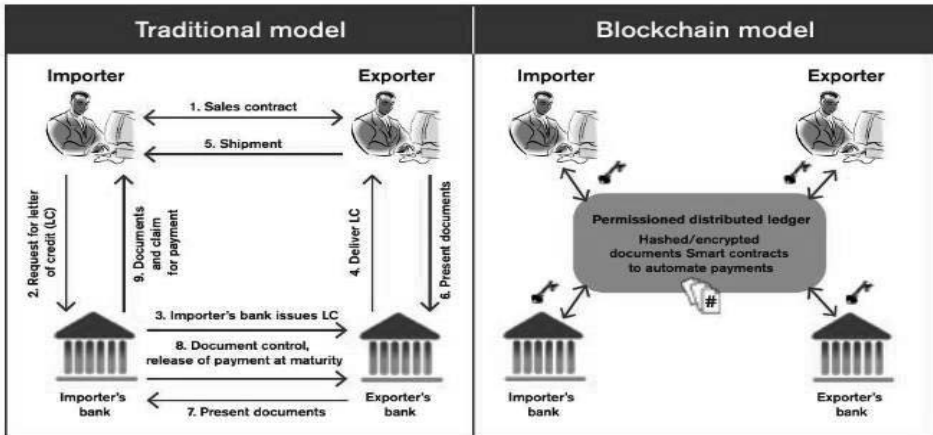 Traditional model
Importer
Exporter
1. Sales contract
5. Shipment
2. Request for letter
of credit (LC)
9. Documents
and claim
for payment
4. Deliver LC
6. Present documents
3. Importer's bank issues LC
8. Document control,
release of payment at maturity
7. Present documents
Importer's
bank
Exporter's
bank
Blockchain model
Importer
Exporter
Permissioned distributed ledger
Hashed/encrypted
documents Smart contracts
to automate payments
#
Importer's
bank
Exporter's
bank